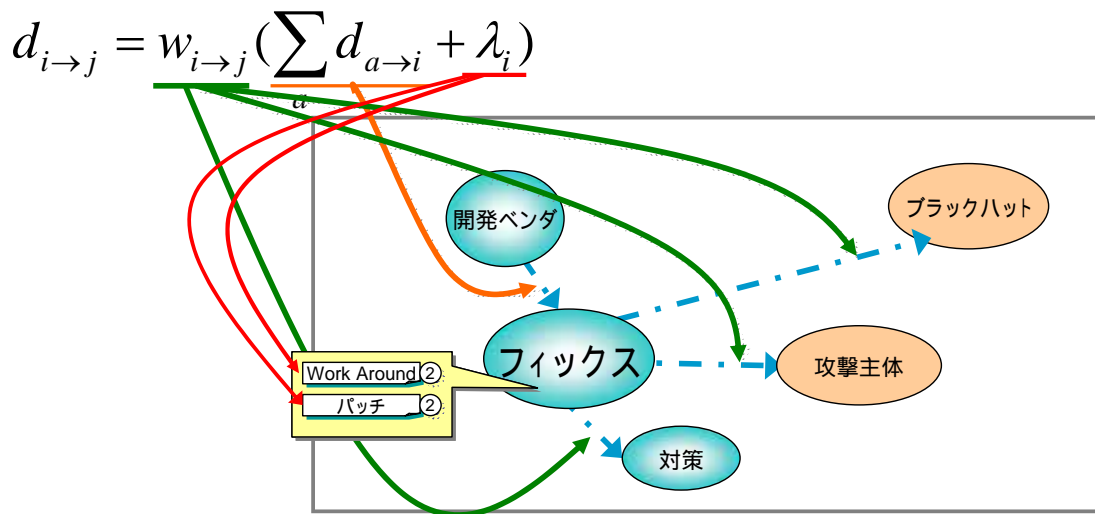 d_{i→j} = w_{i→j}(∑ d_{a→i} + λ_i)
a
開発ベンダ
ブラックハット
フィックス
攻撃主体
Work Around 2
パッチ 2
対策